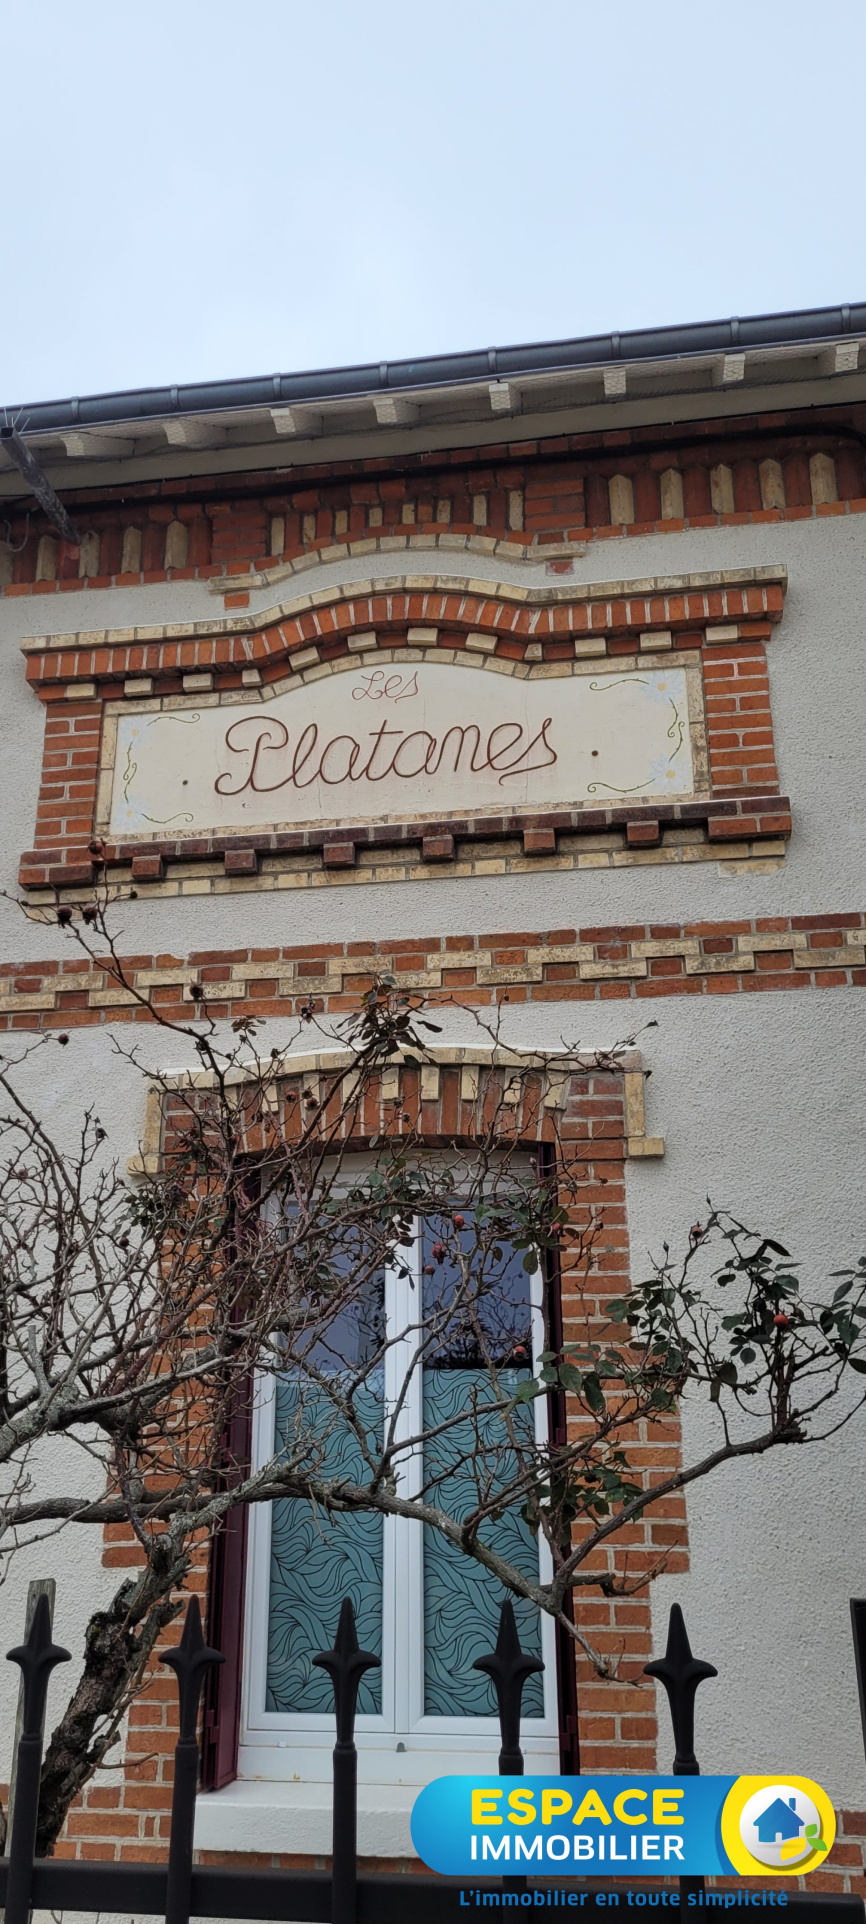 Les
Platanes
ESPACE
IMMOBILIER
L'immobilier en toute simplicité